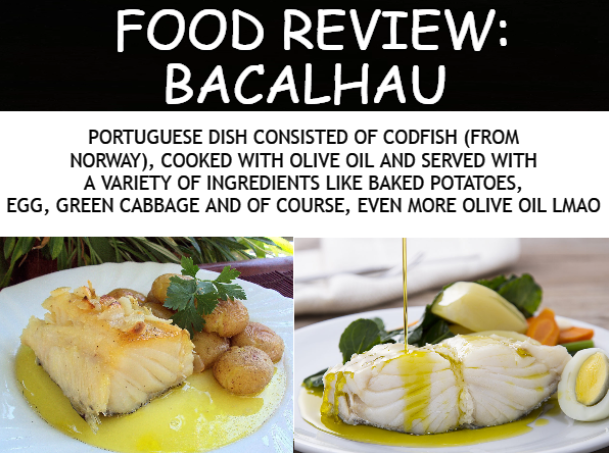 FOOD REVIEW:
BACALHAU
PORTUGUESE DISH CONSISTED OF CODFISH (FROM
NORWAY), COOKED WITH OLIVE OIL AND SERVED WITH
A VARIETY OF INGREDIENTS LIKE BAKED POTATOES,
EGG, GREEN CABBAGE AND OF COURSE, EVEN MORE OLIVE OIL LMAO